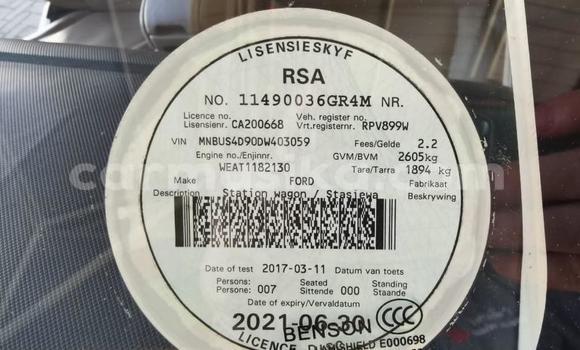 LISENSIESKYF
RSA
NO. 11490036GR4M NR.
Licence no. Veh. register no.
Lisensienr. CA200668 Vrt.registernr. RPV899W
VIN MNBUS4D90DW403059 Fees/Gelde 2.2
Engine no./Enjinnr. GVM/BVM 2605kg
WEAT1182130 Tare/Tarra 1894 kg
Make FORD Fabrikaat
Description Station wagon / Stasiewa Beskrywing
Date of test 2017-03-11 Datum van toets
Persons: Seated Standing
Persone: 007 Sittende 000 Staande
Date of expiry/Vervaldatum
2021-06-30 CCC
BENSON
LICENCE DIAMSHIELD E000698